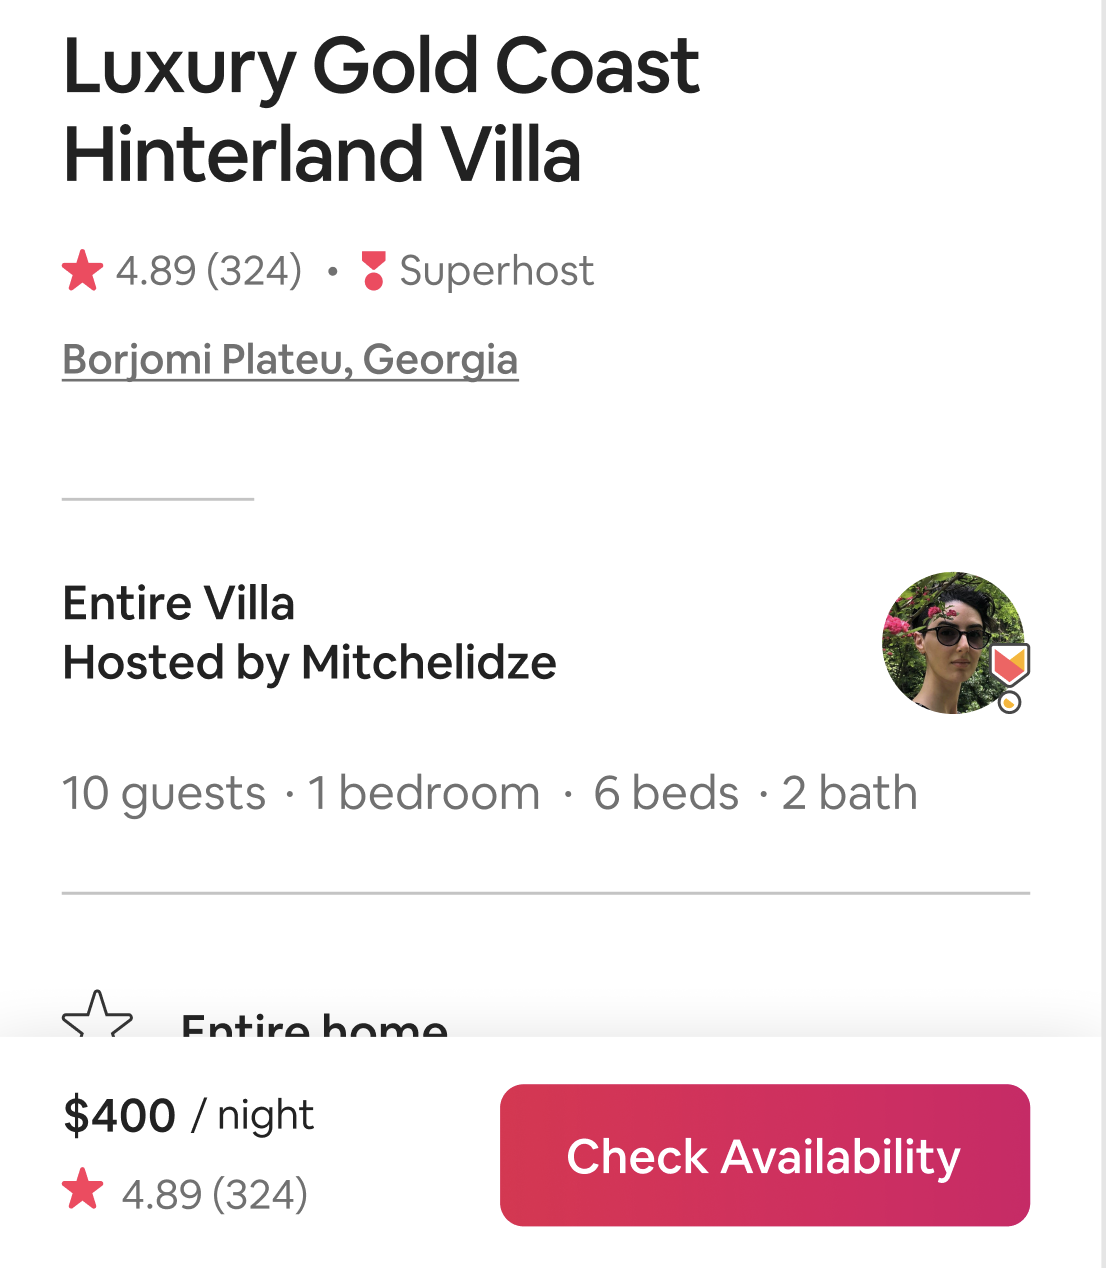 Luxury Gold Coast
Hinterland Villa
4.89 (324) • Superhost
Borjomi Plateu, Georgia
Entire Villa
Hosted by Mitchelidze
10 guests · 1 bedroom · 6 beds · 2 bath
Entire home
$400 / night
4.89 (324)
Check Availability